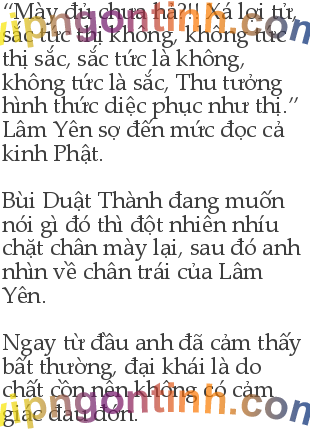 “Mày đủ chưa hả?! Xá lợi tử,
sắc tức thị không, không tức
thị sắc, sắc tức là không,
không tức là sắc, Thu tưởng
hình thức diệc phục như thị.”
Lâm Yên sợ đến mức đọc cả
kinh Phật.
Bùi Duật Thành đang muốn
nói gì đó thì đột nhiên nhíu
chặt chân mày lại, sau đó anh
nhìn về chân trái của Lâm
Yên.
Ngay từ đầu anh đã cảm thấy
bất thường, đại khái là do
chất cồn nên không có cảm
giác đau đớn.
vipngontinh.com
vipngontinh.com